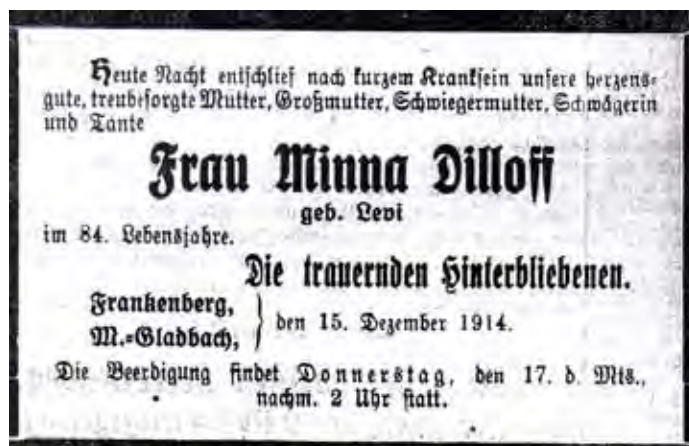 Heute Nacht entschlief nach kurzem Kranksein unsere herzens-
gute, treubesorgte Mutter, Großmutter, Schwiegermutter, Schwägerin
und Tante
Frau Minna Dilloff
geb. Levi
im 84. Lebensjahre.
Die trauernden Hinterbliebenen.
Frankenberg,
M.-Gladbach,
den 15. Dezember 1914.
Die Beerdigung findet Donnerstag, den 17. d. Mts.,
nachm. 2 Uhr statt.